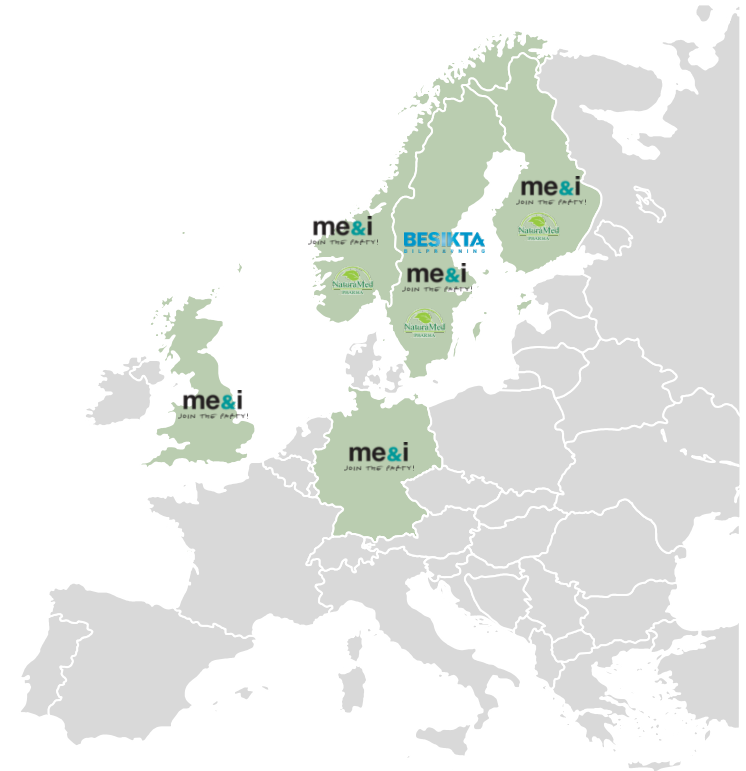 me&i
JOIN THE PARTY!
NaturaMed
PHARMA
me&i
JOIN THE PARTY!
NaturaMed
PHARMA
BESIKTA
BILPROVNING
me&i
JOIN THE PARTY!
NaturaMed
PHARMA
me&i
JOIN THE PARTY!
me&i
JOIN THE PARTY!